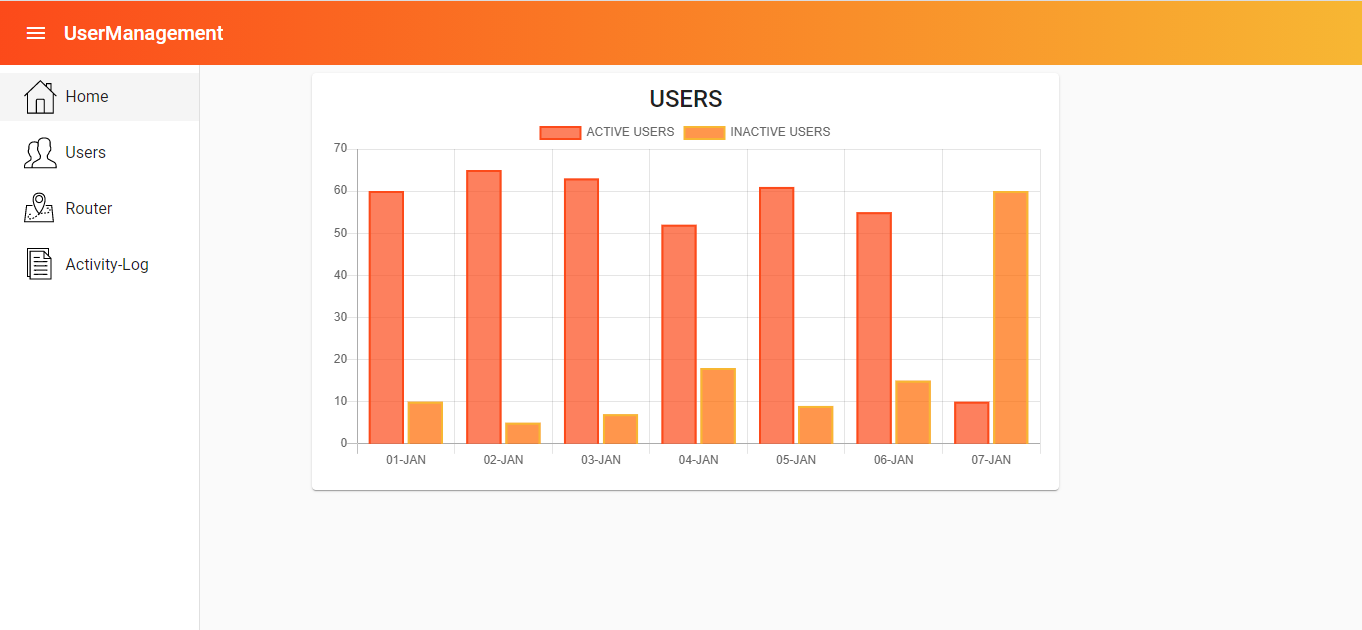 UserManagement
Home
Users
Router
Activity-Log
USERS
ACTIVE USERS INACTIVE USERS
70
60
50
40
30
20
10
0
01-JAN 02-JAN 03-JAN 04-JAN 05-JAN 06-JAN 07-JAN